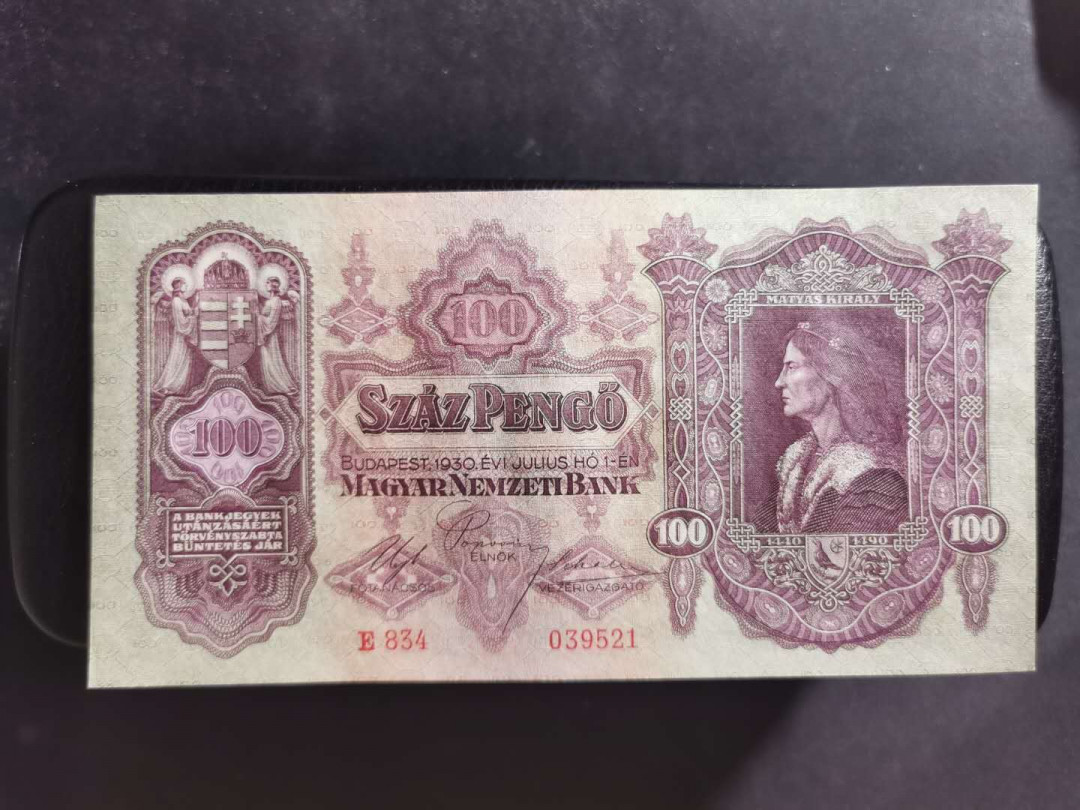 100
A BANKJEGYEK
UTÁNZÁSÁÉRT
TÖRVÉNYSZABTA
BÜNTETÉS JÁR
100
SZÁZ PENGŐ
BUDAPEST, 1930. ÉVI JULIUS HÓ 1-ÉN
MAGYAR NEMZETI BANK
ELNÖK
FŐTANÁCSOS
VEZÉRIGAZGATÓ
E 834
039521
MÁTYÁS KIRÁLY
1440 1490
100
100